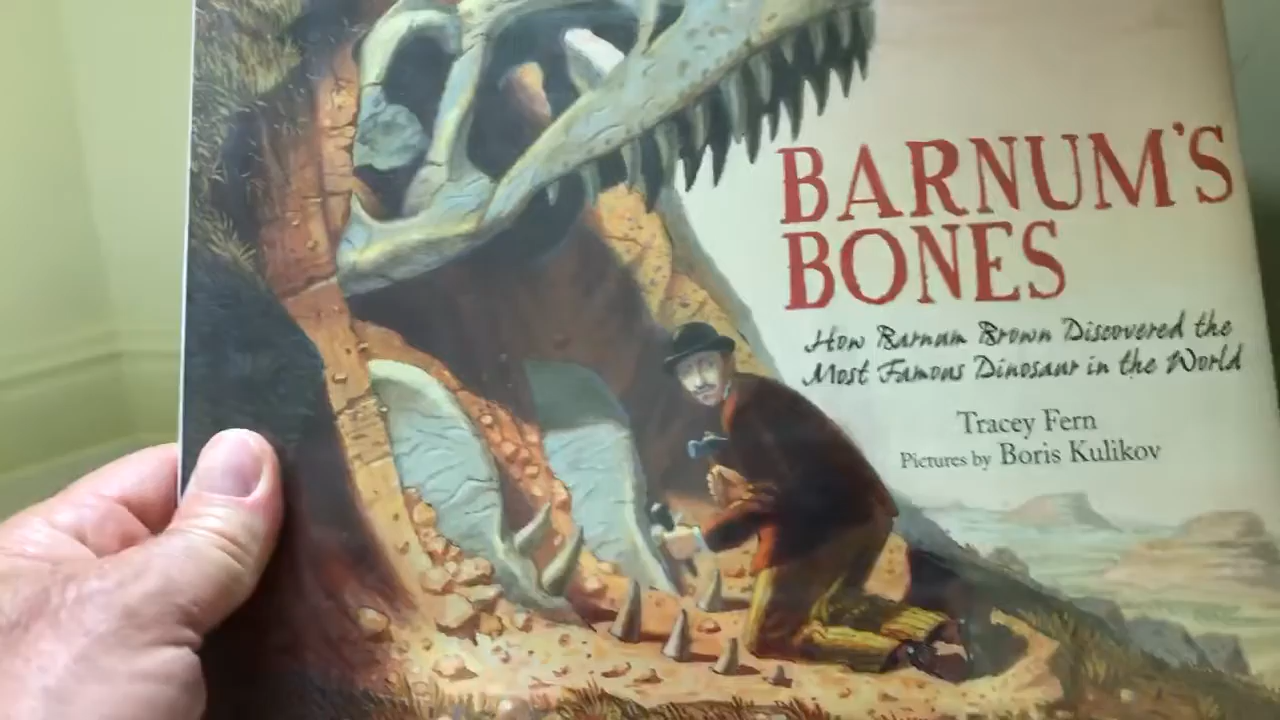 BARNUM'S
BONES
How Barnum Brown Discovered the
Most Famous Dinosaur in the World
Tracey Fern
Pictures by Boris Kulikov